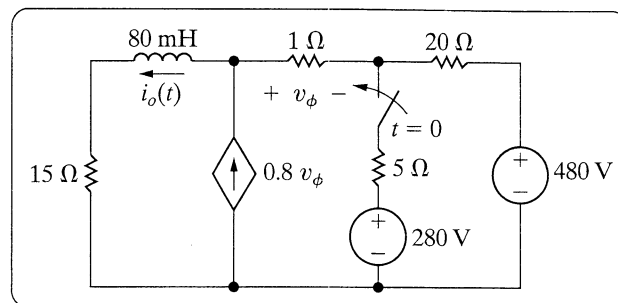 80 mH
1 Ω
20 Ω
i_o(t)
+ v_ϕ −
t = 0
15 Ω
0.8 v_ϕ
5 Ω
+
−
480 V
+
−
280 V